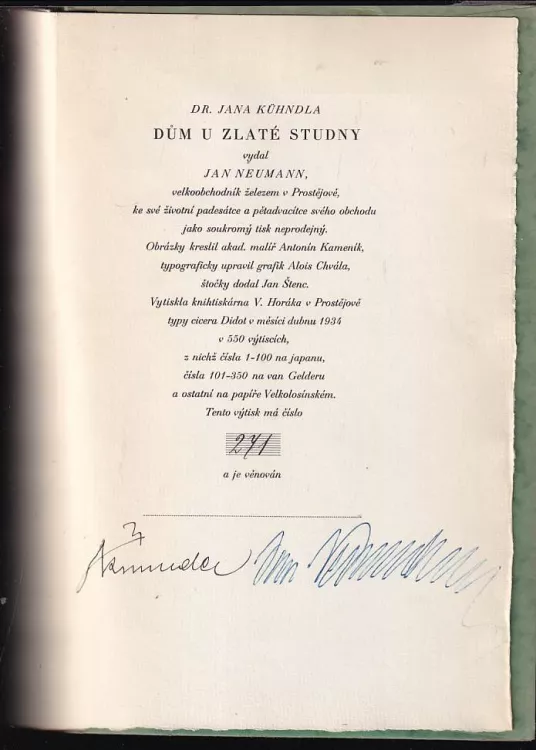 DR. JANA KÜHNDLA
DŮM U ZLATÉ STUDNY
vydal
JAN NEUMANN,
velkoobchodník železem v Prostějově,
ke své životní padesátce a pětadvacítce svého obchodu
jako soukromý tisk neprodejný.
Obrázky kreslil akad. malíř Antonín Kameník,
typograficky upravil grafik Alois Chvála,
štočky dodal Jan Štenc.
Vytiskla knihtiskárna V. Horáka v Prostějově
typy cicera Didot v měsíci dubnu 1934
v 550 výtiscích,
z nichž čísla 1-100 na japanu,
čísla 101-350 na van Gelderu
a ostatní na papíře Velkolosinském.
Tento výtisk má číslo
271
a je věnován